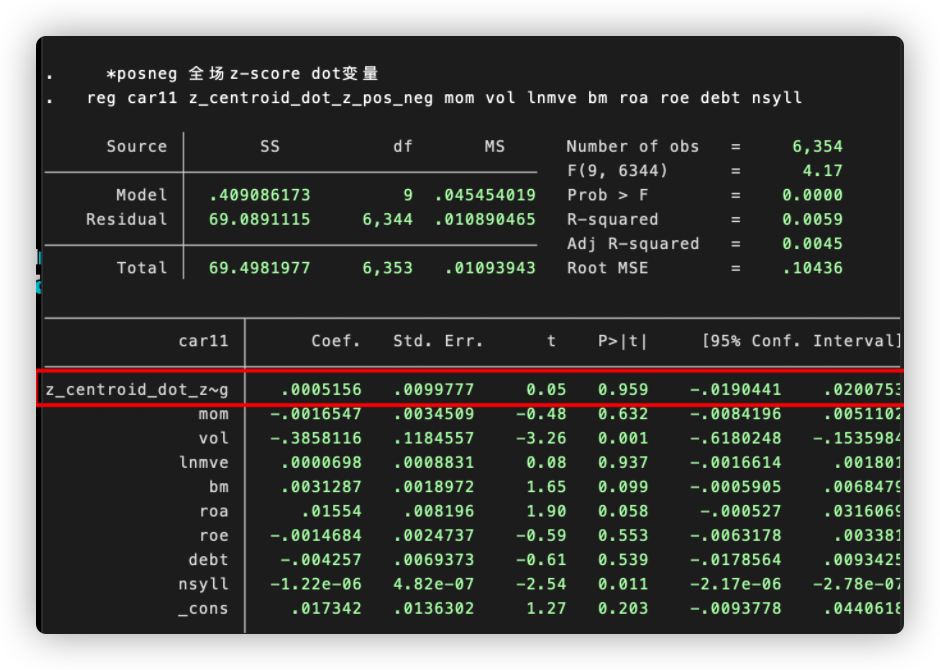 . *posneg 全场z-score dot变量
. reg car11 z_centroid_dot_z_pos_neg mom vol lnmve bm roa roe debt nsyll
Source SS df MS Number of obs = 6,354
F(9, 6344) = 4.17
Model .409086173 9 .045454019 Prob > F = 0.0000
Residual 69.0891115 6,344 .010890465 R-squared = 0.0059
Adj R-squared = 0.0045
Total 69.4981977 6,353 .01093943 Root MSE = .10436
car11 Coef. Std. Err. t P>|t| [95% Conf. Interval]
z_centroid_dot_z~g .0005156 .0099777 0.05 0.959 -.0190441 .0200753
mom -.0016547 .0034509 -0.48 0.632 -.0084196 .0051102
vol -.3858116 .1184557 -3.26 0.001 -.6180248 -.1535984
lnmve .0000698 .0008831 0.08 0.937 -.0016614 .001801
bm .0031287 .0018972 1.65 0.099 -.0005905 .0068479
roa .01554 .008196 1.90 0.058 -.000527 .0316069
roe -.0014684 .0024737 -0.59 0.553 -.0063178 .003381
debt -.004257 .0069373 -0.61 0.539 -.0178564 .0093425
nsyll -1.22e-06 4.82e-07 -2.54 0.011 -2.17e-06 -2.78e-07
_cons .017342 .0136302 1.27 0.203 -.0093778 .0440618